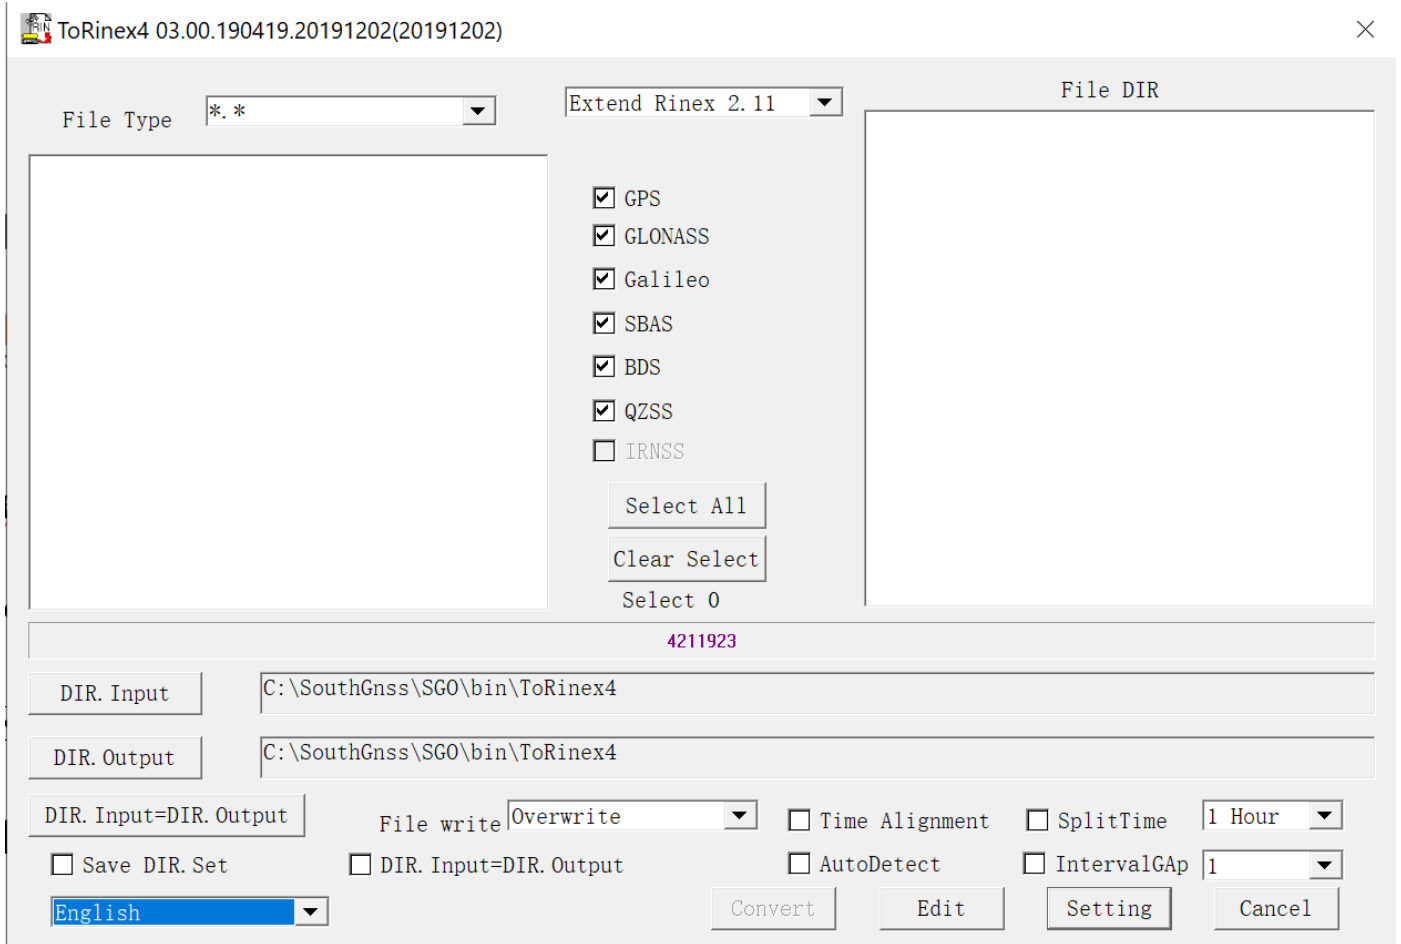 ToRinex4 03.00.190419.20191202(20191202)
File Type
*.*
Extend Rinex 2.11
File DIR
GPS
GLONASS
Galileo
SBAS
BDS
QZSS
IRNSS
Select All
Clear Select
Select 0
4211923
DIR.Input
C:\SouthGnss\SGO\bin\ToRinex4
DIR.Output
C:\SouthGnss\SGO\bin\ToRinex4
DIR.Input=DIR.Output
File write
Overwrite
Time Alignment
SplitTime
1 Hour
Save DIR.Set
DIR.Input=DIR.Output
AutoDetect
IntervalGAp
1
English
Convert
Edit
Setting
Cancel